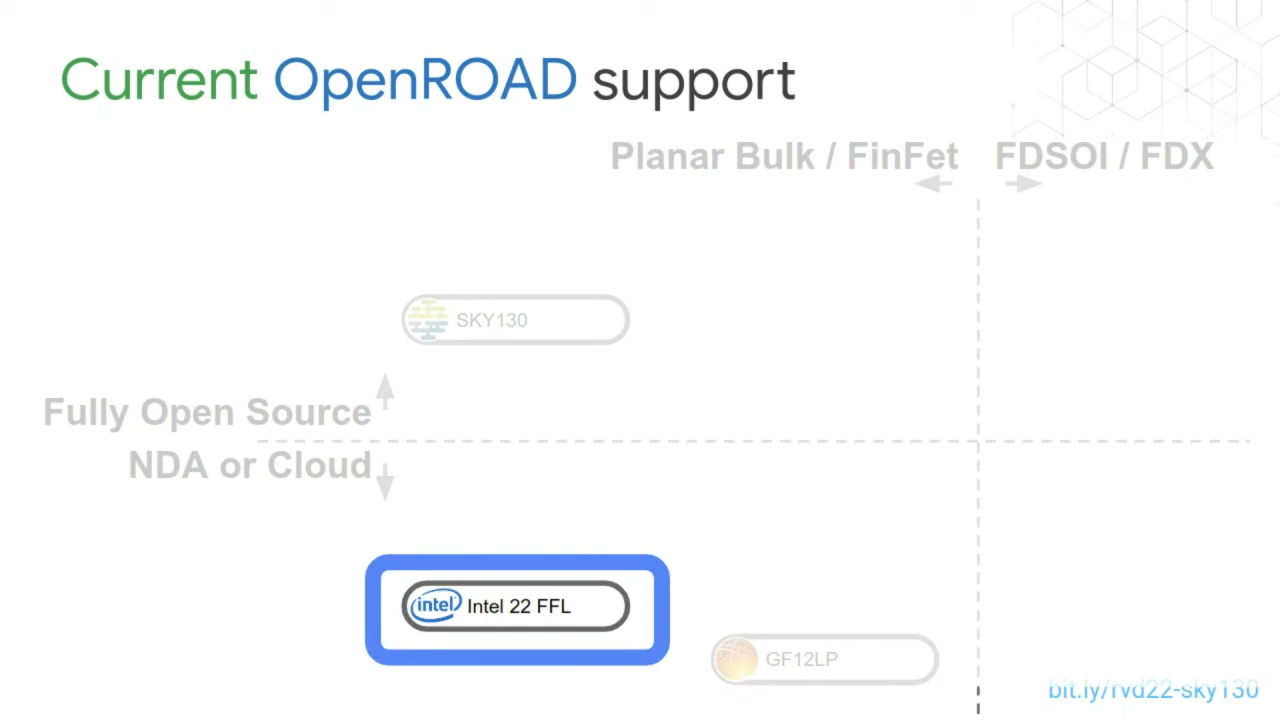 Current OpenROAD support
Planar Bulk / FinFet
FDSOI / FDX
SKY130
Fully Open Source
NDA or Cloud
intel Intel 22 FFL
GF12LP
bit.ly/rvd22-sky130